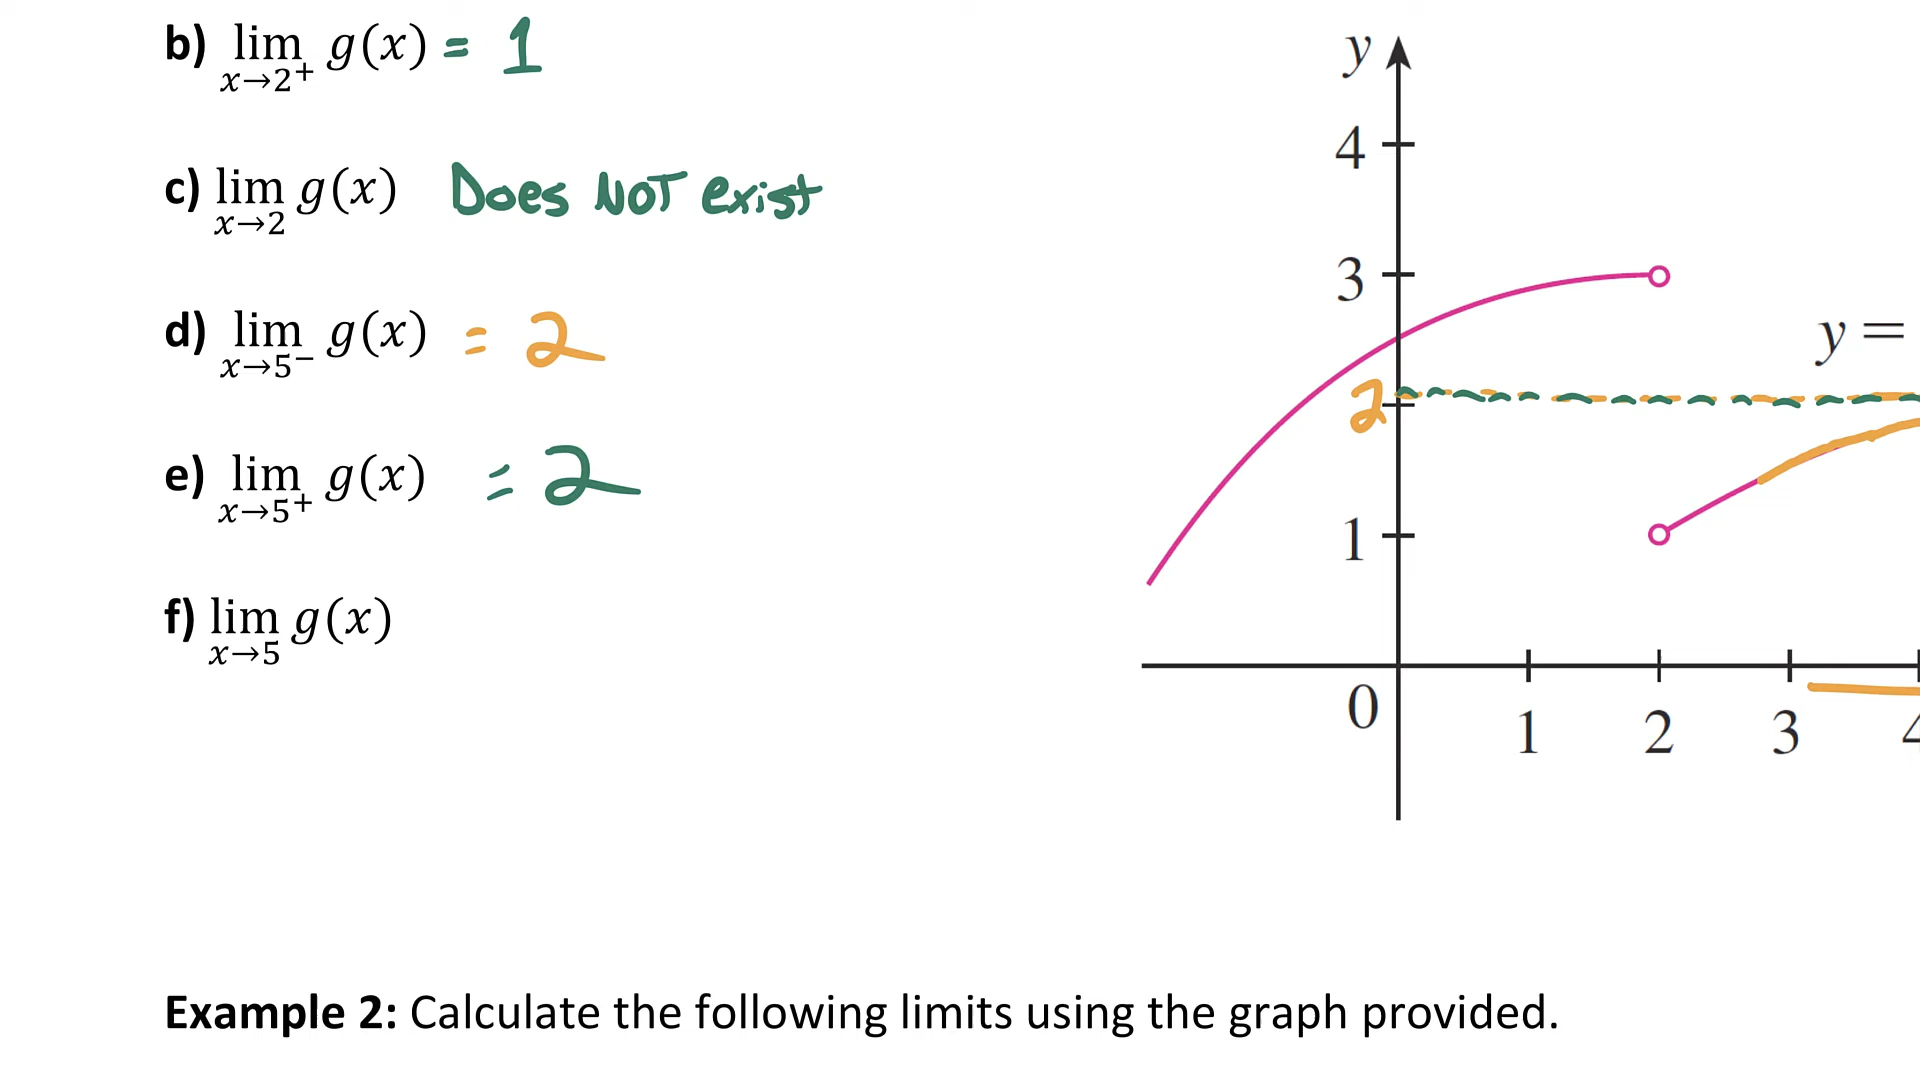 b) lim x→2⁺ g(x) = 1
c) lim x→2 g(x) Does NOT exist
d) lim x→5⁻ g(x) = 2
e) lim x→5⁺ g(x) = 2
f) lim x→5 g(x)
y
4
3
y =
2
1
0 1 2 3 4
Example 2: Calculate the following limits using the graph provided.